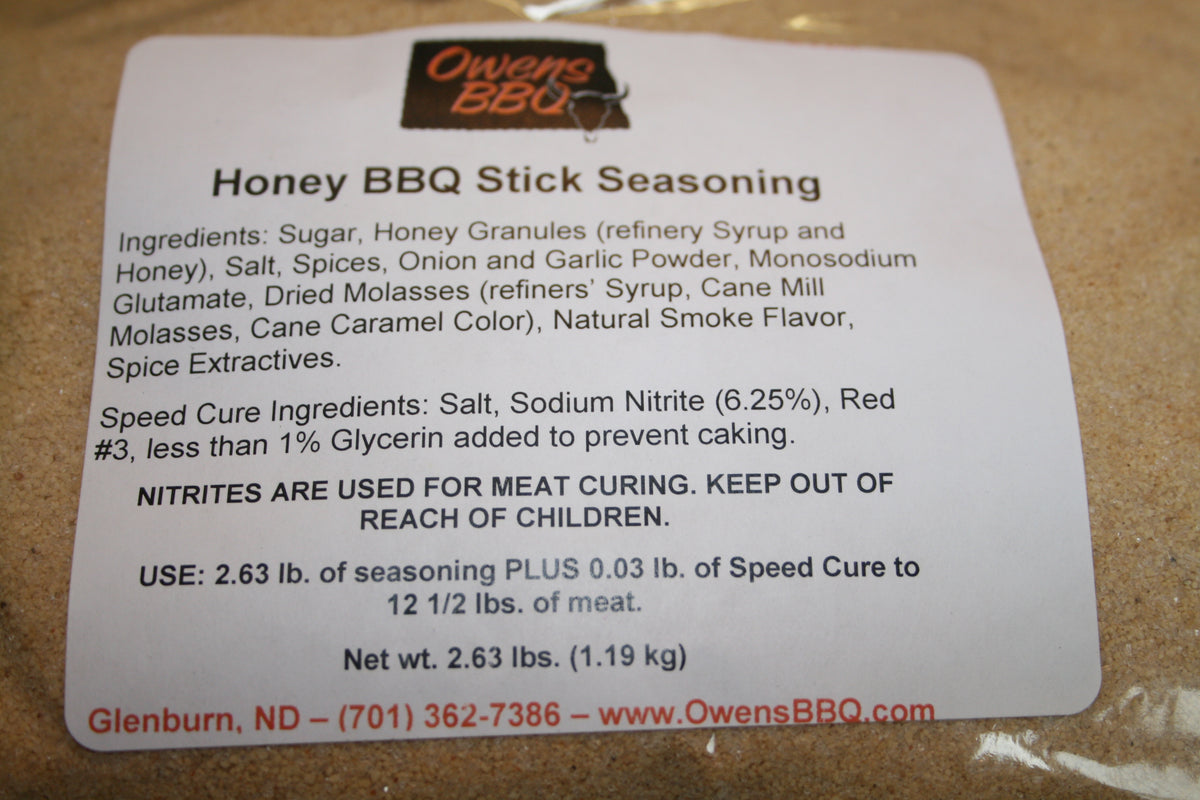 Owens
BBQ
Honey BBQ Stick Seasoning
Ingredients: Sugar, Honey Granules (refinery Syrup and
Honey), Salt, Spices, Onion and Garlic Powder, Monosodium
Glutamate, Dried Molasses (refiners' Syrup, Cane Mill
Molasses, Cane Caramel Color), Natural Smoke Flavor,
Spice Extractives.
Speed Cure Ingredients: Salt, Sodium Nitrite (6.25%), Red
#3, less than 1% Glycerin added to prevent caking.
NITRITES ARE USED FOR MEAT CURING. KEEP OUT OF
REACH OF CHILDREN.
USE: 2.63 lb. of seasoning PLUS 0.03 lb. of Speed Cure to
12 1/2 lbs. of meat.
Net wt. 2.63 lbs. (1.19 kg)
Glenburn, ND – (701) 362-7386 – www.OwensBBQ.com